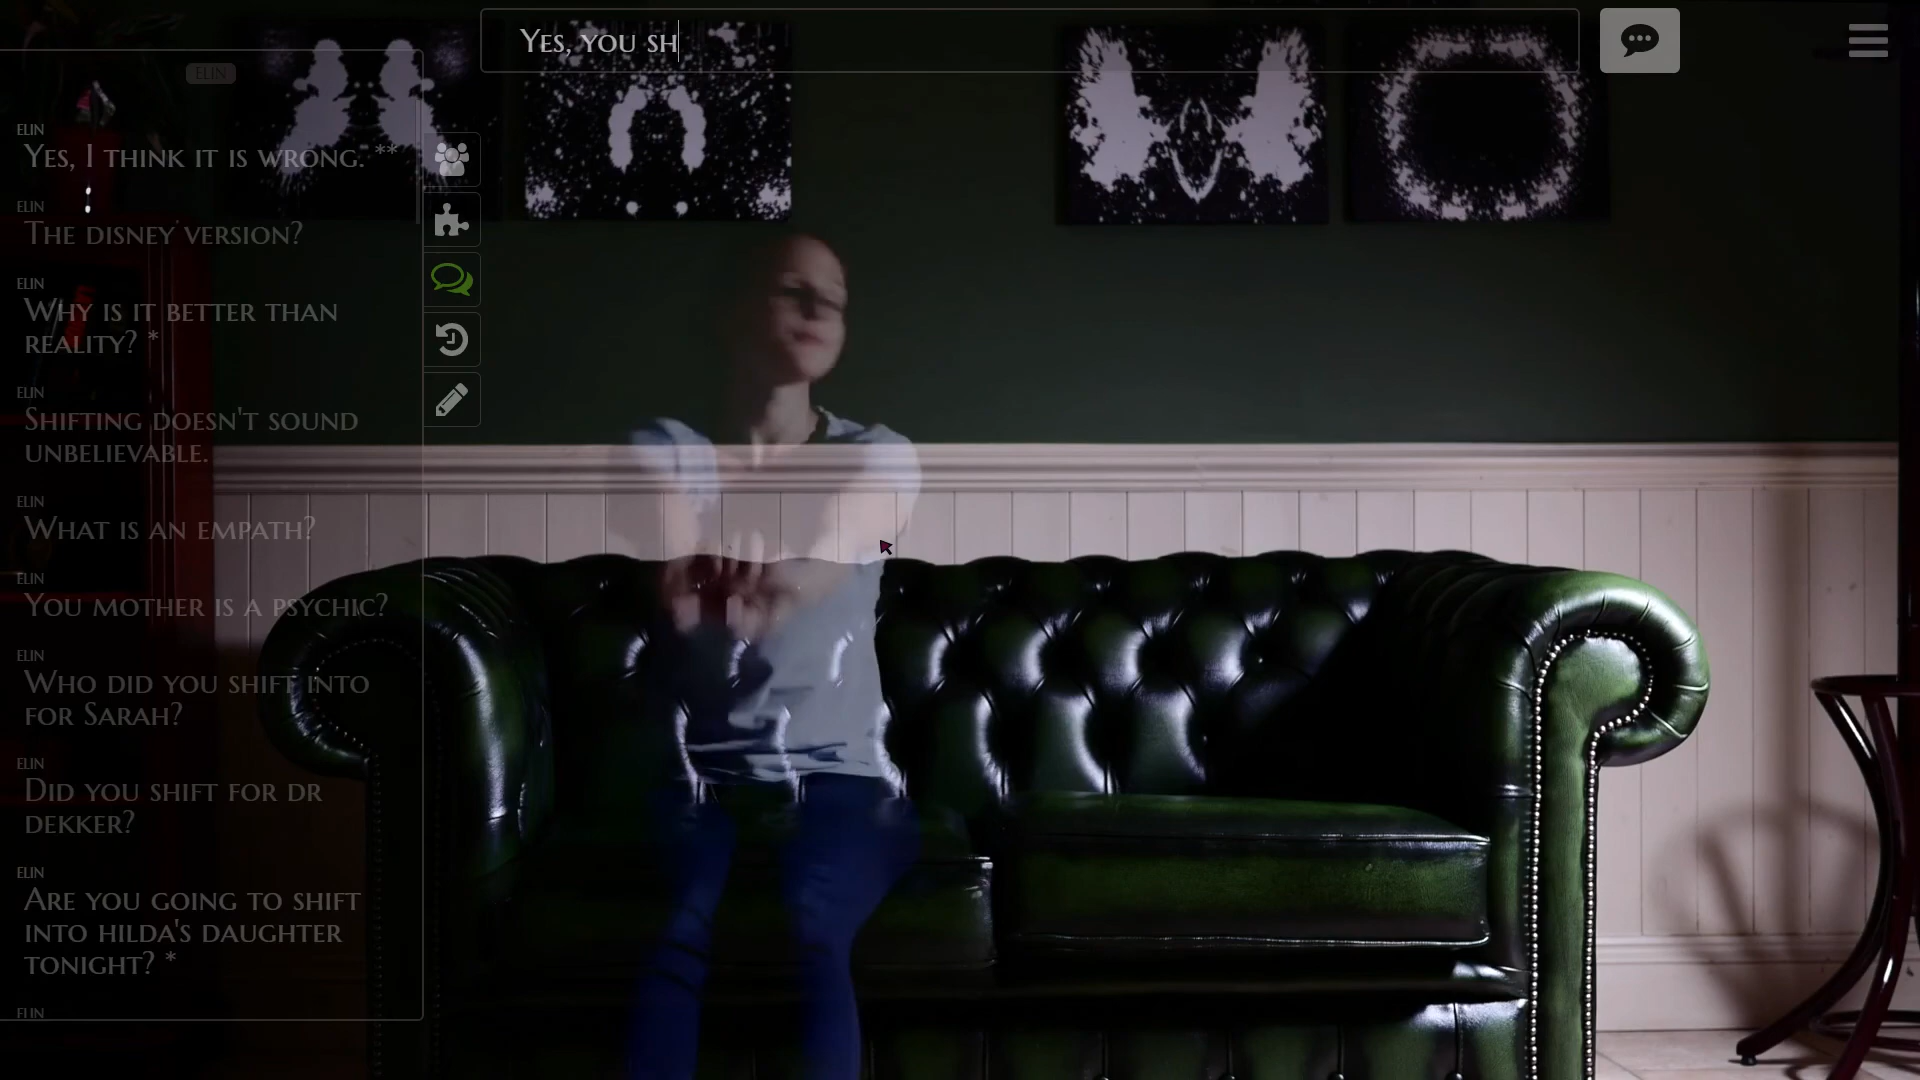 Yes, you sh
ELIN
ELIN
Yes, I think it is wrong. **
ELIN
The disney version?
ELIN
Why is it better than
reality? *
ELIN
Shifting doesn't sound
unbelievable.
ELIN
What is an empath?
ELIN
You mother is a psychic?
ELIN
Who did you shift into
for Sarah?
ELIN
Did you shift for dr
dekker?
ELIN
Are you going to shift
into hilda's daughter
tonight? *
ELIN